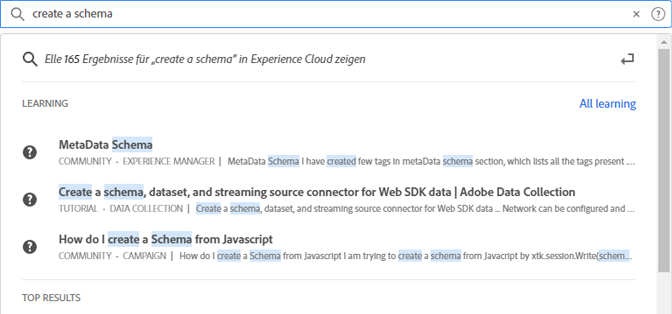 create a schema
Elle 165 Ergebnisse für „create a schema“ in Experience Cloud zeigen
LEARNING
All learning
MetaData Schema
COMMUNITY - EXPERIENCE MANAGER | MetaData Schema I have created few tags in metaData schema section, which lists all the tags present ....
Create a schema, dataset, and streaming source connector for Web SDK data | Adobe Data Collection
TUTORIAL - DATA COLLECTION | Create a schema, dataset, and streaming source connector for Web SDK data ... Network can be configured and ...
How do I create a Schema from Javascript
COMMUNITY - CAMPAIGN | How do I create a Schema from Javascript I am trying to create a schema from Javacript by xtk.session.Write(schem...
TOP RESULTS